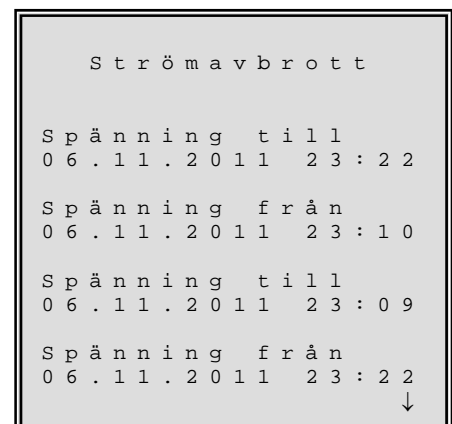 Strömavbrott
Spänning till
06.11.2011 23:22
Spänning från
06.11.2011 23:10
Spänning till
06.11.2011 23:09
Spänning från
06.11.2011 23:22
↓